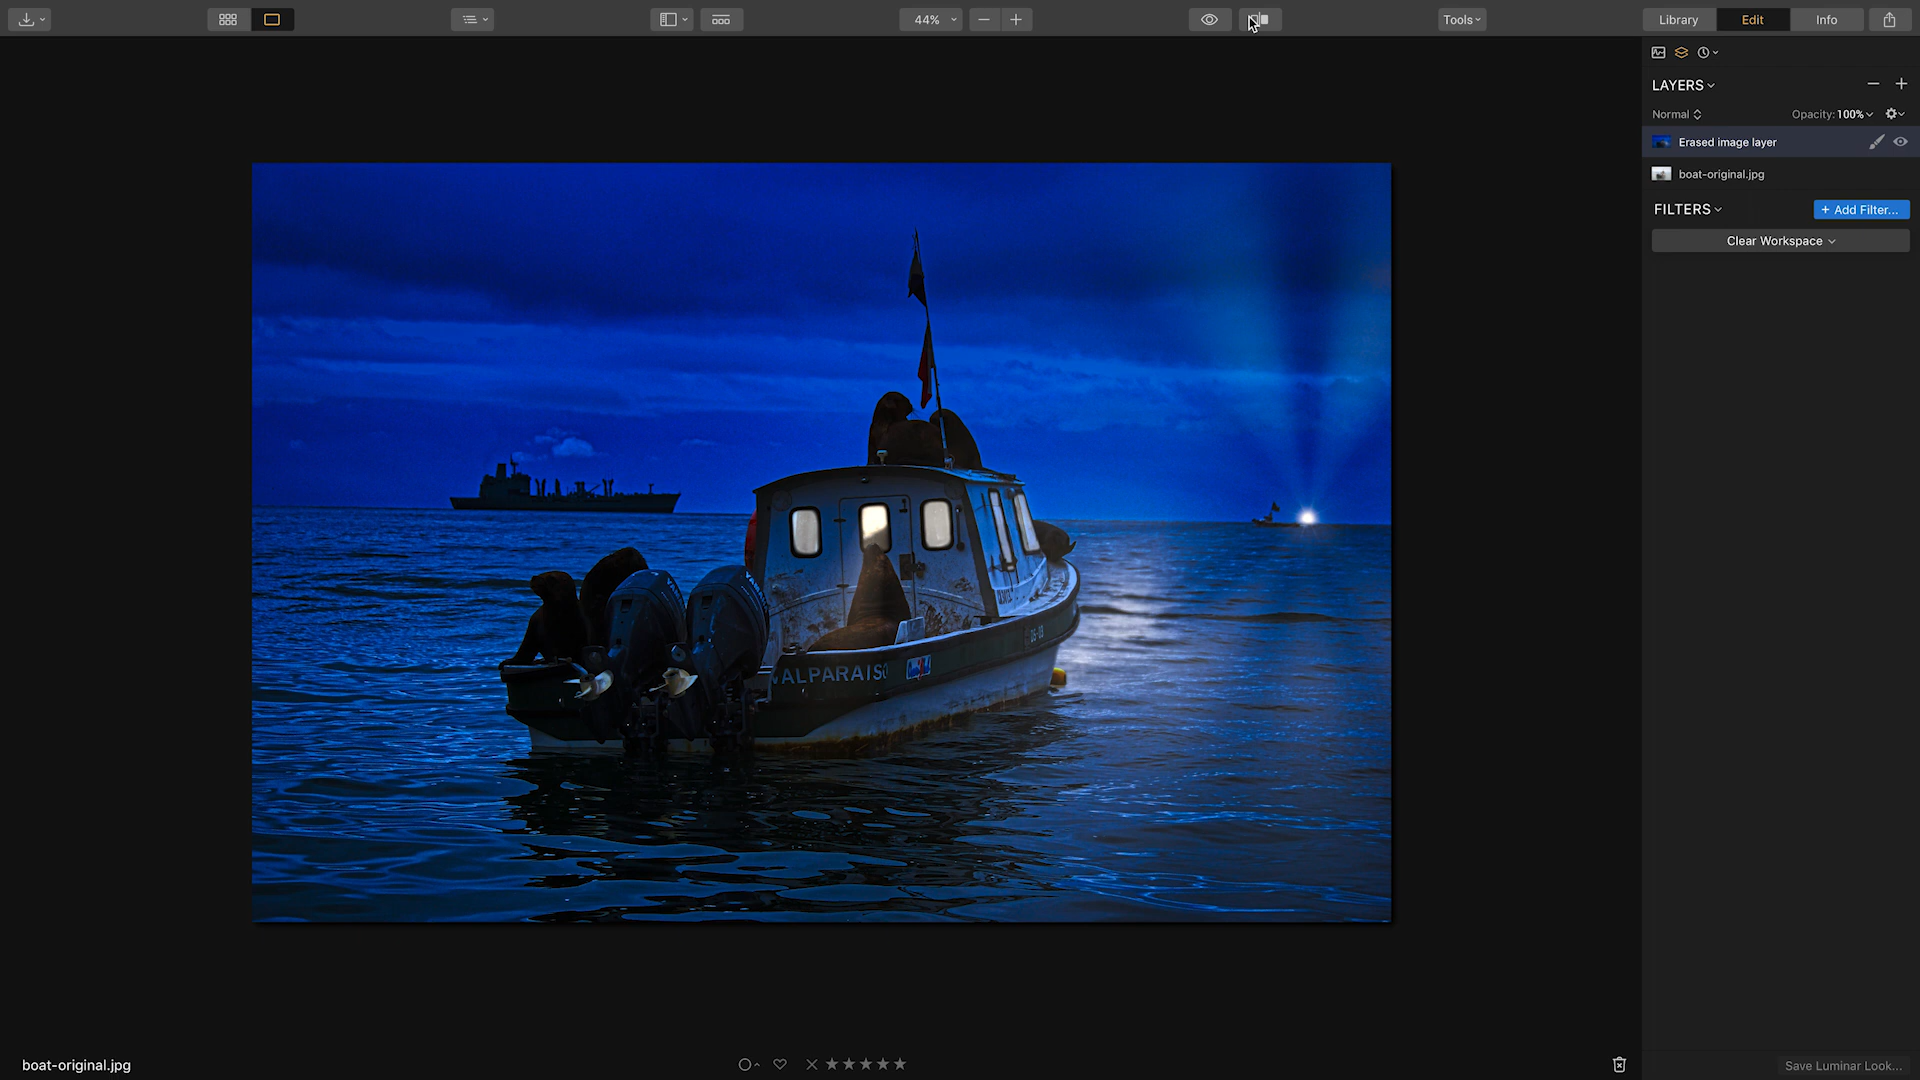 44%
Tools
Library
Edit
Info
LAYERS
Normal
Opacity: 100%
Erased image layer
boat-original.jpg
FILTERS
+ Add Filter...
Clear Workspace
VALPARAISO
boat-original.jpg
Save Luminar Look...